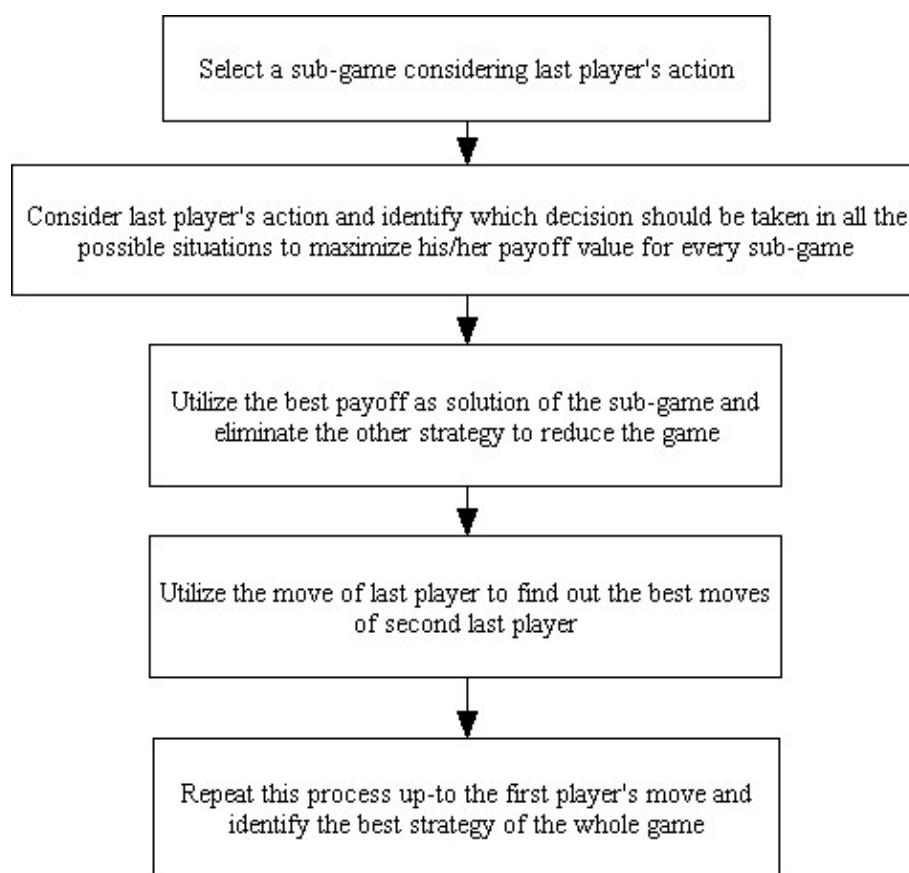 Select a sub-game considering last player's action
Consider last player's action and identify which decision should be taken in all the
possible situations to maximize his/her payoff value for every sub-game
Utilize the best payoff as solution of the sub-game and
eliminate the other strategy to reduce the game
Utilize the move of last player to find out the best moves
of second last player
Repeat this process up-to the first player's move and
identify the best strategy of the whole game